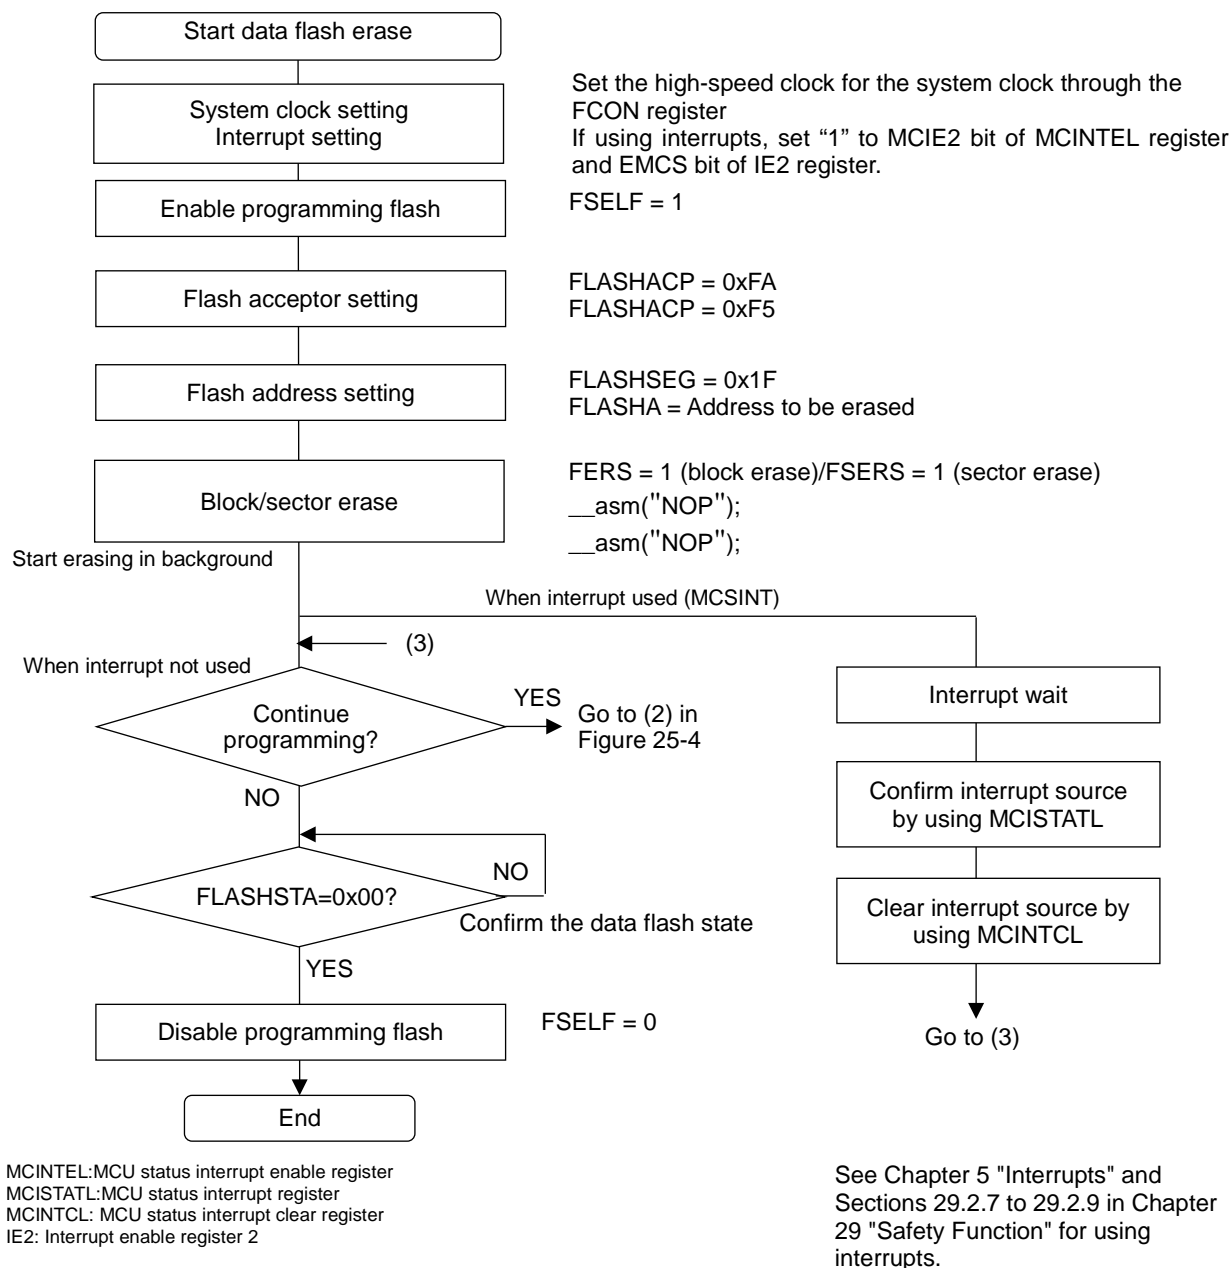 Start data flash erase
System clock setting
Interrupt setting
Set the high-speed clock for the system clock through the
FCON register
If using interrupts, set “1” to MCIE2 bit of MCINTEL register
and EMCS bit of IE2 register.
Enable programming flash
FSELF = 1
Flash acceptor setting
FLASHACP = 0xFA
FLASHACP = 0xF5
Flash address setting
FLASHSEG = 0x1F
FLASHA = Address to be erased
Block/sector erase
FERS = 1 (block erase)/FSERS = 1 (sector erase)
__asm("NOP");
__asm("NOP");
Start erasing in background
When interrupt used (MCSINT)
(3)
When interrupt not used
Continue
programming?
YES
Go to (2) in
Figure 25-4
NO
FLASHSTA=0x00?
NO
Confirm the data flash state
YES
Disable programming flash
FSELF = 0
End
Interrupt wait
Confirm interrupt source
by using MCISTATL
Clear interrupt source by
using MCINTCL
Go to (3)
MCINTEL:MCU status interrupt enable register
MCISTATL:MCU status interrupt register
MCINTCL: MCU status interrupt clear register
IE2: Interrupt enable register 2
See Chapter 5 "Interrupts" and
Sections 29.2.7 to 29.2.9 in Chapter
29 "Safety Function" for using
interrupts.